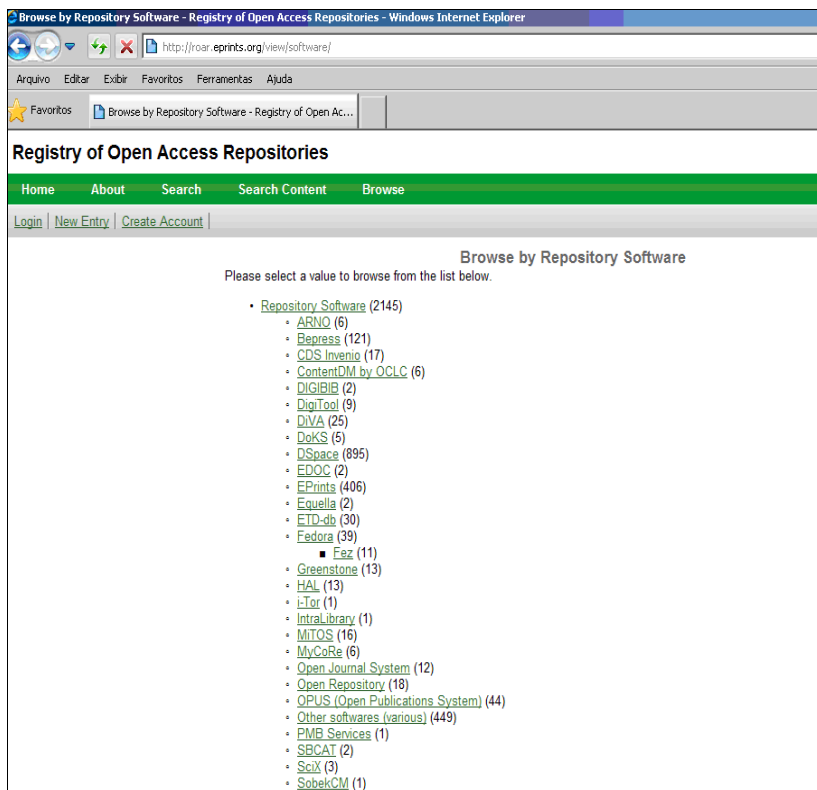 Browse by Repository Software - Registry of Open Access Repositories - Windows Internet Explorer
http://roar.eprints.org/view/software/
Arquivo Editar Exibir Favoritos Ferramentas Ajuda
Favoritos Browse by Repository Software - Registry of Open Ac...
Registry of Open Access Repositories
Home About Search Search Content Browse
Login | New Entry | Create Account |
Browse by Repository Software
Please select a value to browse from the list below.
• Repository Software (2145)
◦ ARNO (6)
◦ Bepress (121)
◦ CDS Invenio (17)
◦ ContentDM by OCLC (6)
◦ DIGIBIB (2)
◦ DigiTool (9)
◦ DiVA (25)
◦ DoKS (5)
◦ DSpace (895)
◦ EDOC (2)
◦ EPrints (406)
◦ Equella (2)
◦ ETD-db (30)
◦ Fedora (39)
■ Fez (11)
◦ Greenstone (13)
◦ HAL (13)
◦ i-Tor (1)
◦ IntraLibrary (1)
◦ MiTOS (16)
◦ MyCoRe (6)
◦ Open Journal System (12)
◦ Open Repository (18)
◦ OPUS (Open Publications System) (44)
◦ Other softwares (various) (449)
◦ PMB Services (1)
◦ SBCAT (2)
◦ SciX (3)
◦ SobekCM (1)